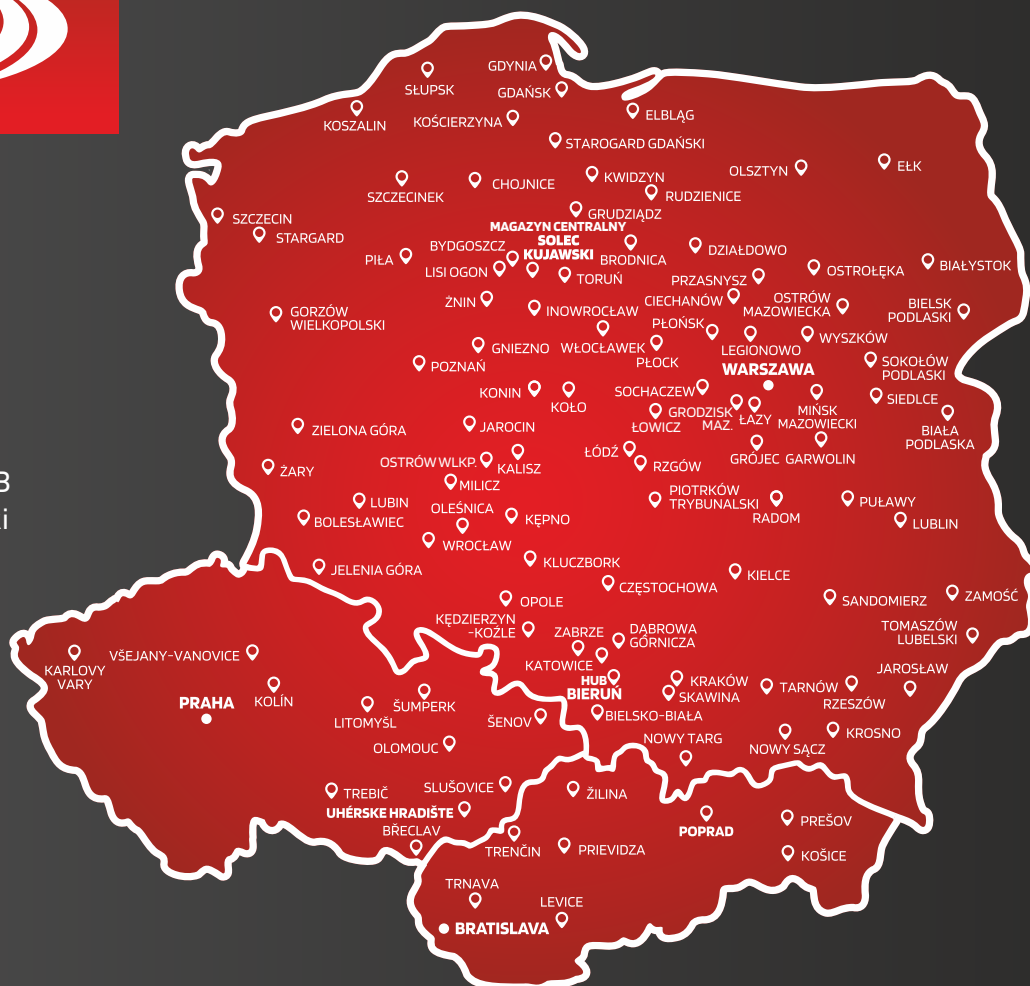 GDYNIA
SŁUPSK
GDAŃSK
KOSZALIN
KOŚCIERZYNA
ELBLĄG
STAROGARD GDAŃSKI
OLSZTYN
EŁK
SZCZECINEK
CHOJNICE
KWIDZYN
RUDZIENICE
SZCZECIN
STARGARD
GRUDZIĄDZ
MAGAZYN CENTRALNY
SOLEC
KUJAWSKI
BYDGOSZCZ
BRODNICA
DZIAŁDOWO
PIŁA
LISI OGON
TORUŃ
PRZASNYSZ
OSTROŁĘKA
BIAŁYSTOK
ŻNIN
INOWROCŁAW
CIECHANÓW
OSTRÓW
MAZOWIECKA
BIELSK
PODLASKI
GORZÓW
WIELKOPOLSKI
PŁOŃSK
WYSZKÓW
GNIEZNO
WŁOCŁAWEK
PŁOCK
LEGIONOWO
POZNAŃ
WARSZAWA
SOKOŁÓW
PODLASKI
KONIN
KOŁO
SOCHACZEW
SIEDLCE
GRODZISK
MAZ.
ŁAZY
MIŃSK
MAZOWIECKI
ŁOWICZ
BIAŁA
PODLASKA
ZIELONA GÓRA
JAROCIN
ŁÓDŹ
GRÓJEC
GARWOLIN
OSTRÓW WLKP.
KALISZ
RZGÓW
ŻARY
3
MILICZ
PIOTRKÓW
TRYBUNALSKI
RADOM
PUŁAWY
LUBIN
OLEŚNICA
i
BOLESŁAWIEC
KĘPNO
LUBLIN
WROCŁAW
JELENIA GÓRA
KLUCZBORK
KIELCE
CZĘSTOCHOWA
OPOLE
SANDOMIERZ
ZAMOŚĆ
KĘDZIERZYN
-KOŹLE
ZABRZE
DĄBROWA
GÓRNICZA
TOMASZÓW
LUBELSKI
VŠEJANY-VANOVICE
KARLOVY
VARY
KATOWICE
HUB
BIERUŃ
KRAKÓW
SKAWINA
TARNÓW
JAROSŁAW
RZESZÓW
PRAHA
KOLÍN
LITOMYŠL
ŠUMPERK
ŠENOV
BIELSKO-BIAŁA
KROSNO
OLOMOUC
NOWY TARG
NOWY SĄCZ
TREBIČ
SLUŠOVICE
ŽILINA
UHÉRSKE HRADIŠTE
BŘECLAV
TRENČIN
PRIEVIDZA
POPRAD
PREŠOV
KOŠICE
TRNAVA
LEVICE
BRATISLAVA